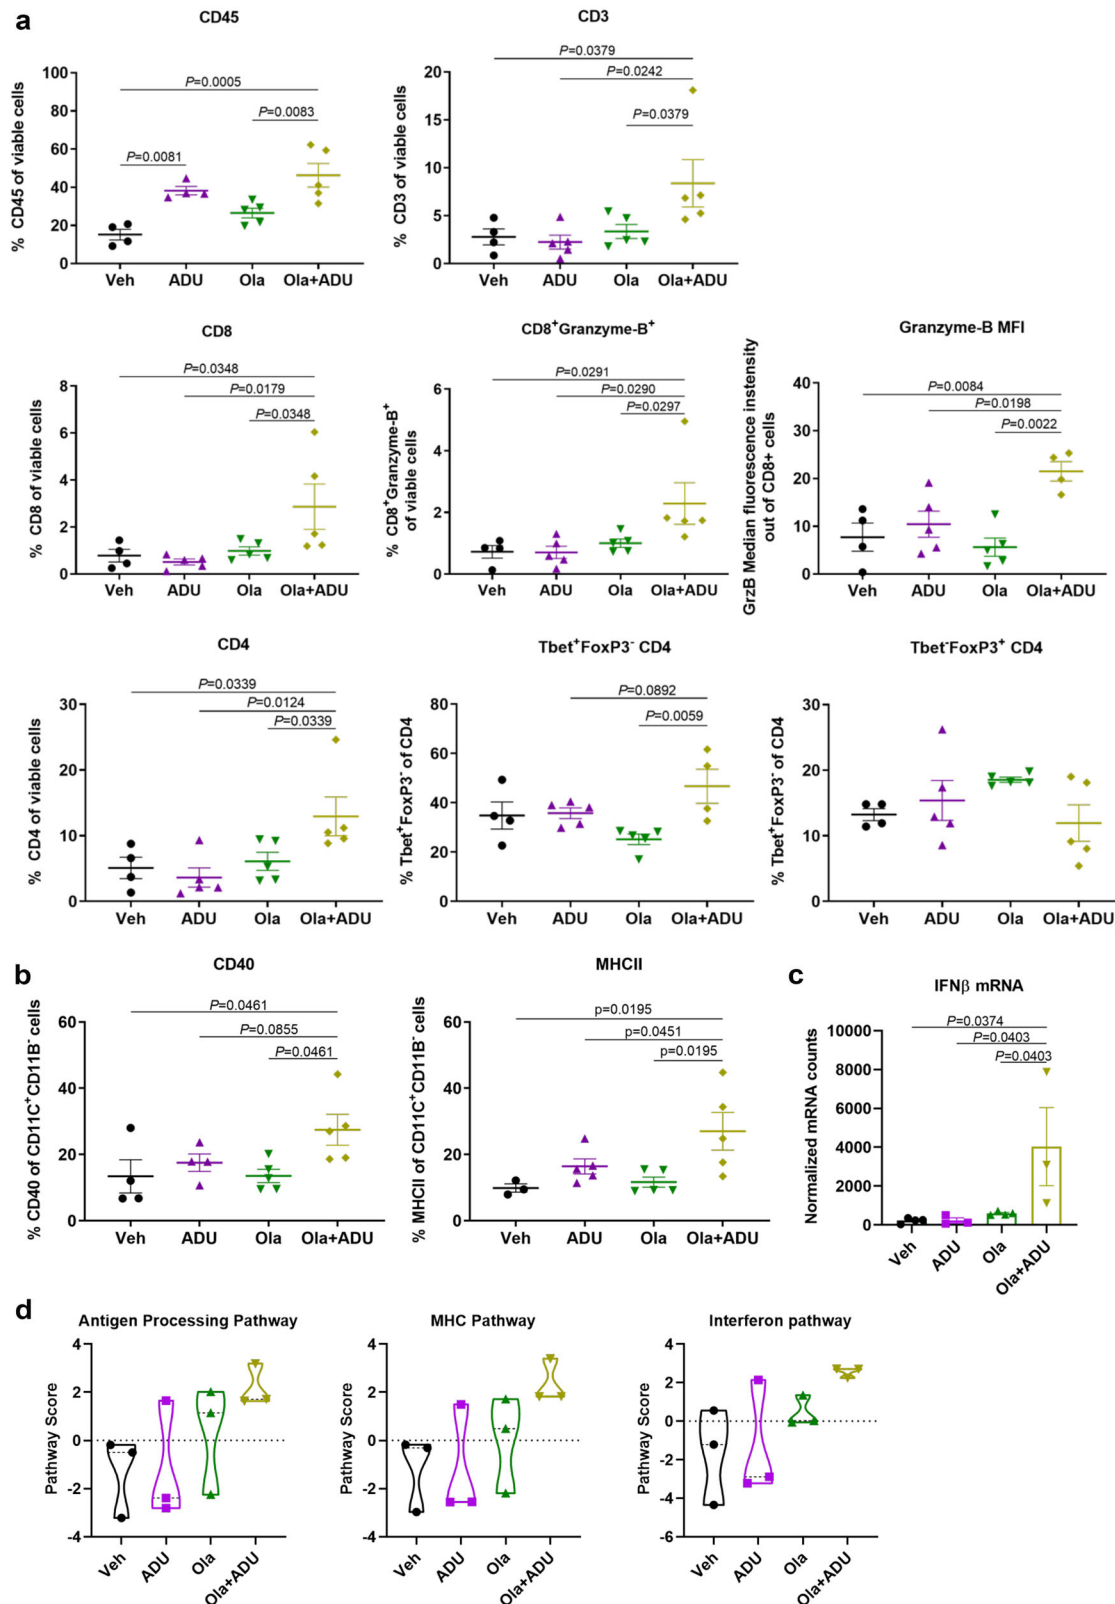 a
CD45
% CD45 of viable cells
100
80
60
40
20
0
P=0.0005
P=0.0083
P=0.0081
Veh ADU Ola Ola+ADU
CD3
% CD3 of viable cells
20
15
10
5
0
P=0.0379
P=0.0242
P=0.0379
Veh ADU Ola Ola+ADU
CD8
% CD8 of viable cells
8
6
4
2
0
P=0.0348
P=0.0179
P=0.0348
Veh ADU Ola Ola+ADU
CD8⁺Granzyme-B⁺
% CD8⁺Granzyme-B⁺
of viable cells
6
4
2
0
P=0.0291
P=0.0290
P=0.0297
Veh ADU Ola Ola+ADU
Granzyme-B MFI
GrzB Median fluorescence instensity
out of CD8+ cells
40
30
20
10
0
P=0.0084
P=0.0198
P=0.0022
Veh ADU Ola Ola+ADU
CD4
% CD4 of viable cells
30
20
10
0
P=0.0339
P=0.0124
P=0.0339
Veh ADU Ola Ola+ADU
Tbet⁺FoxP3⁻ CD4
% Tbet⁺FoxP3⁻ of CD4
80
60
40
20
0
P=0.0892
P=0.0059
Veh ADU Ola Ola+ADU
Tbet⁻FoxP3⁺ CD4
% Tbet⁺FoxP3⁻ of CD4
30
20
10
0
Veh ADU Ola Ola+ADU
b
CD40
% CD40 of CD11C⁺CD11B⁻ cells
60
40
20
0
P=0.0461
P=0.0855
P=0.0461
Veh ADU Ola Ola+ADU
MHCII
% MHCII of CD11C⁺CD11B⁻ cells
60
40
20
0
p=0.0195
p=0.0451
p=0.0195
Veh ADU Ola Ola+ADU
c
IFNβ mRNA
Normalized mRNA counts
10000
8000
6000
4000
2000
0
P=0.0374
P=0.0403
P=0.0403
Veh ADU Ola Ola+ADU
d
Antigen Processing Pathway
Pathway Score
4
2
0
-2
-4
Veh ADU Ola Ola+ADU
MHC Pathway
Pathway Score
4
2
0
-2
-4
Veh ADU Ola Ola+ADU
Interferon pathway
Pathway Score
4
2
0
-2
-4
-6
Veh ADU Ola Ola+ADU